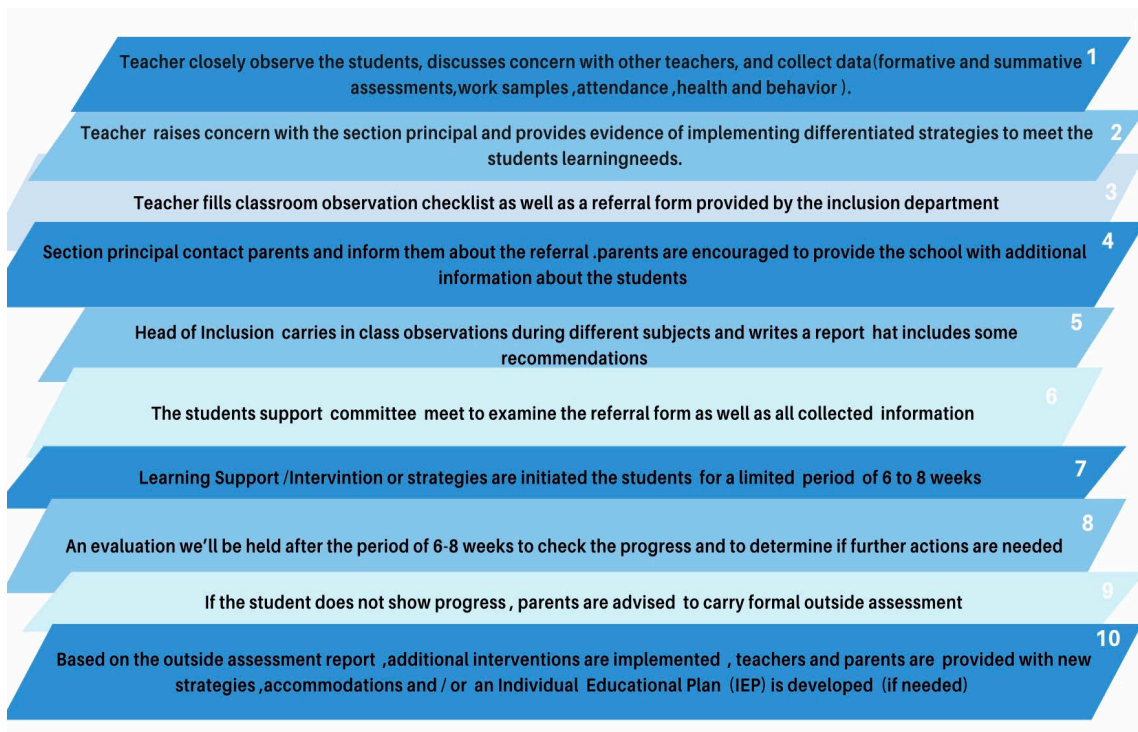 Teacher closely observe the students, discusses concern with other teachers, and collect data(formative and summative 1
assessments,work samples ,attendance ,health and behavior ).
Teacher raises concern with the section principal and provides evidence of implementing differentiated strategies to meet the 2
students learningneeds.
3
Teacher fills classroom observation checklist as well as a referral form provided by the inclusion department
4
Section principal contact parents and inform them about the referral .parents are encouraged to provide the school with additional
information about the students
5
Head of Inclusion carries in class observations during different subjects and writes a report hat includes some
recommendations
6
The students support committee meet to examine the referral form as well as all collected information
7
Learning Support /Intervintion or strategies are initiated the students for a limited period of 6 to 8 weeks
8
An evaluation we'll be held after the period of 6-8 weeks to check the progress and to determine if further actions are needed
9
If the student does not show progress , parents are advised to carry formal outside assessment
10
Based on the outside assessment report ,additional interventions are implemented , teachers and parents are provided with new
strategies ,accommodations and / or an Individual Educational Plan (IEP) is developed (if needed)